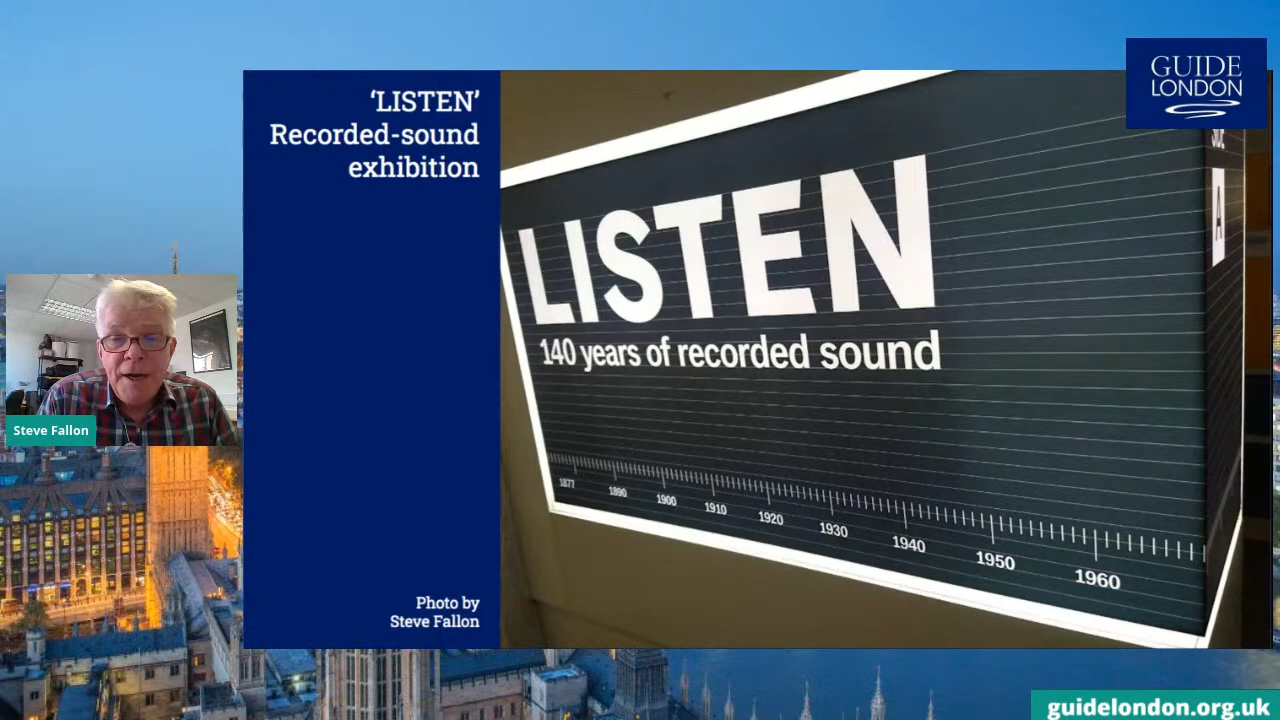 ‘LISTEN’
Recorded-sound
exhibition
Photo by
Steve Fallon
LISTEN
140 years of recorded sound
1877
1890
1900
1910
1920
1930
1940
1950
1960
A
GUIDE
LONDON
Steve Fallon
guidelondon.org.uk